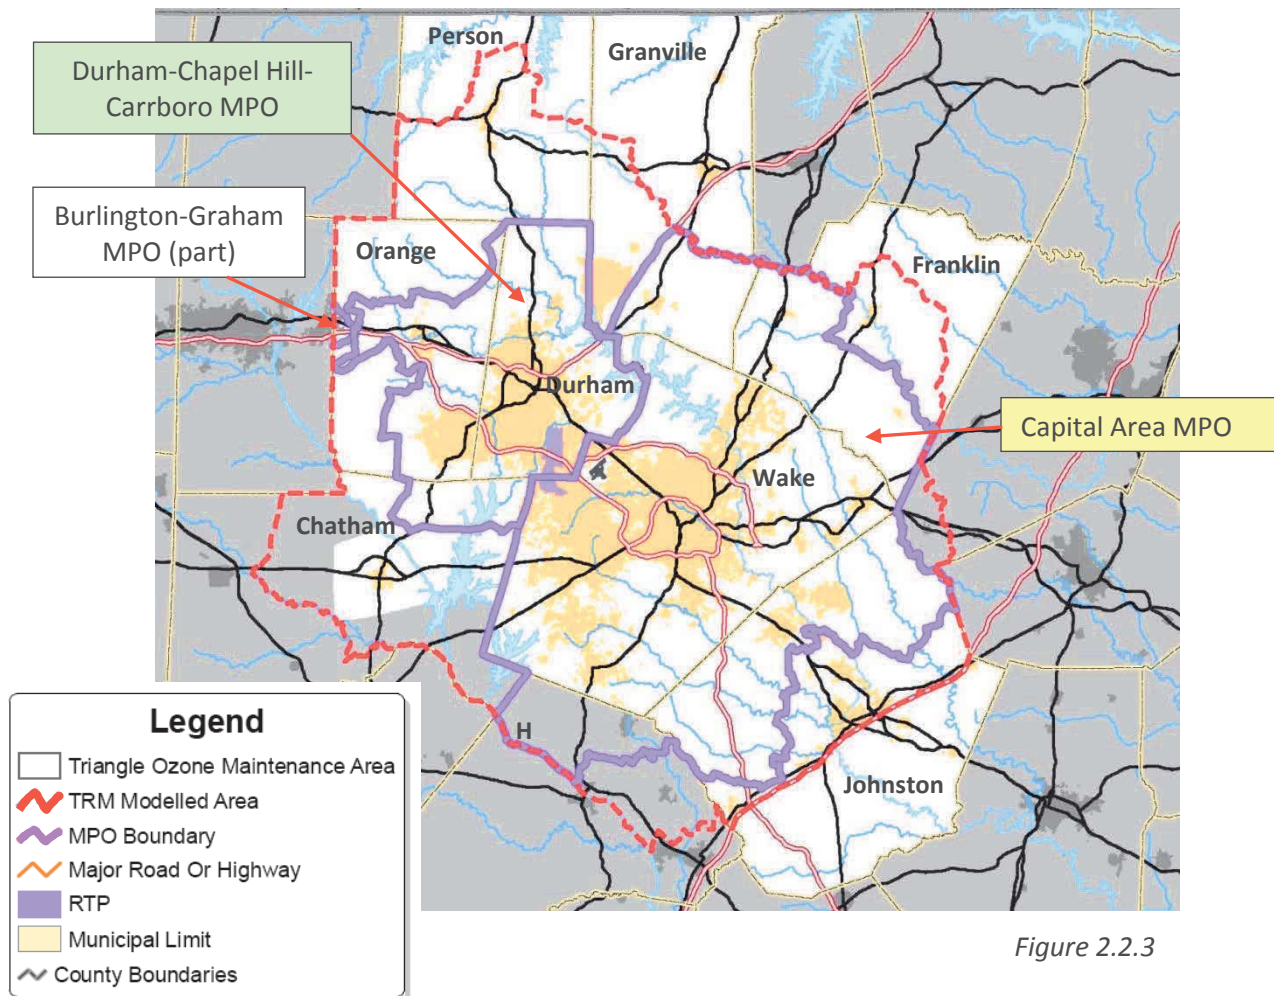 Person
Granville
Durham-Chapel Hill-
Carrboro MPO
Burlington-Graham
MPO (part)
Orange
Franklin
Durham
Capital Area MPO
Wake
Chatham
H
Johnston
Legend
Triangle Ozone Maintenance Area
TRM Modelled Area
MPO Boundary
Major Road Or Highway
RTP
Municipal Limit
County Boundaries
Figure 2.2.3